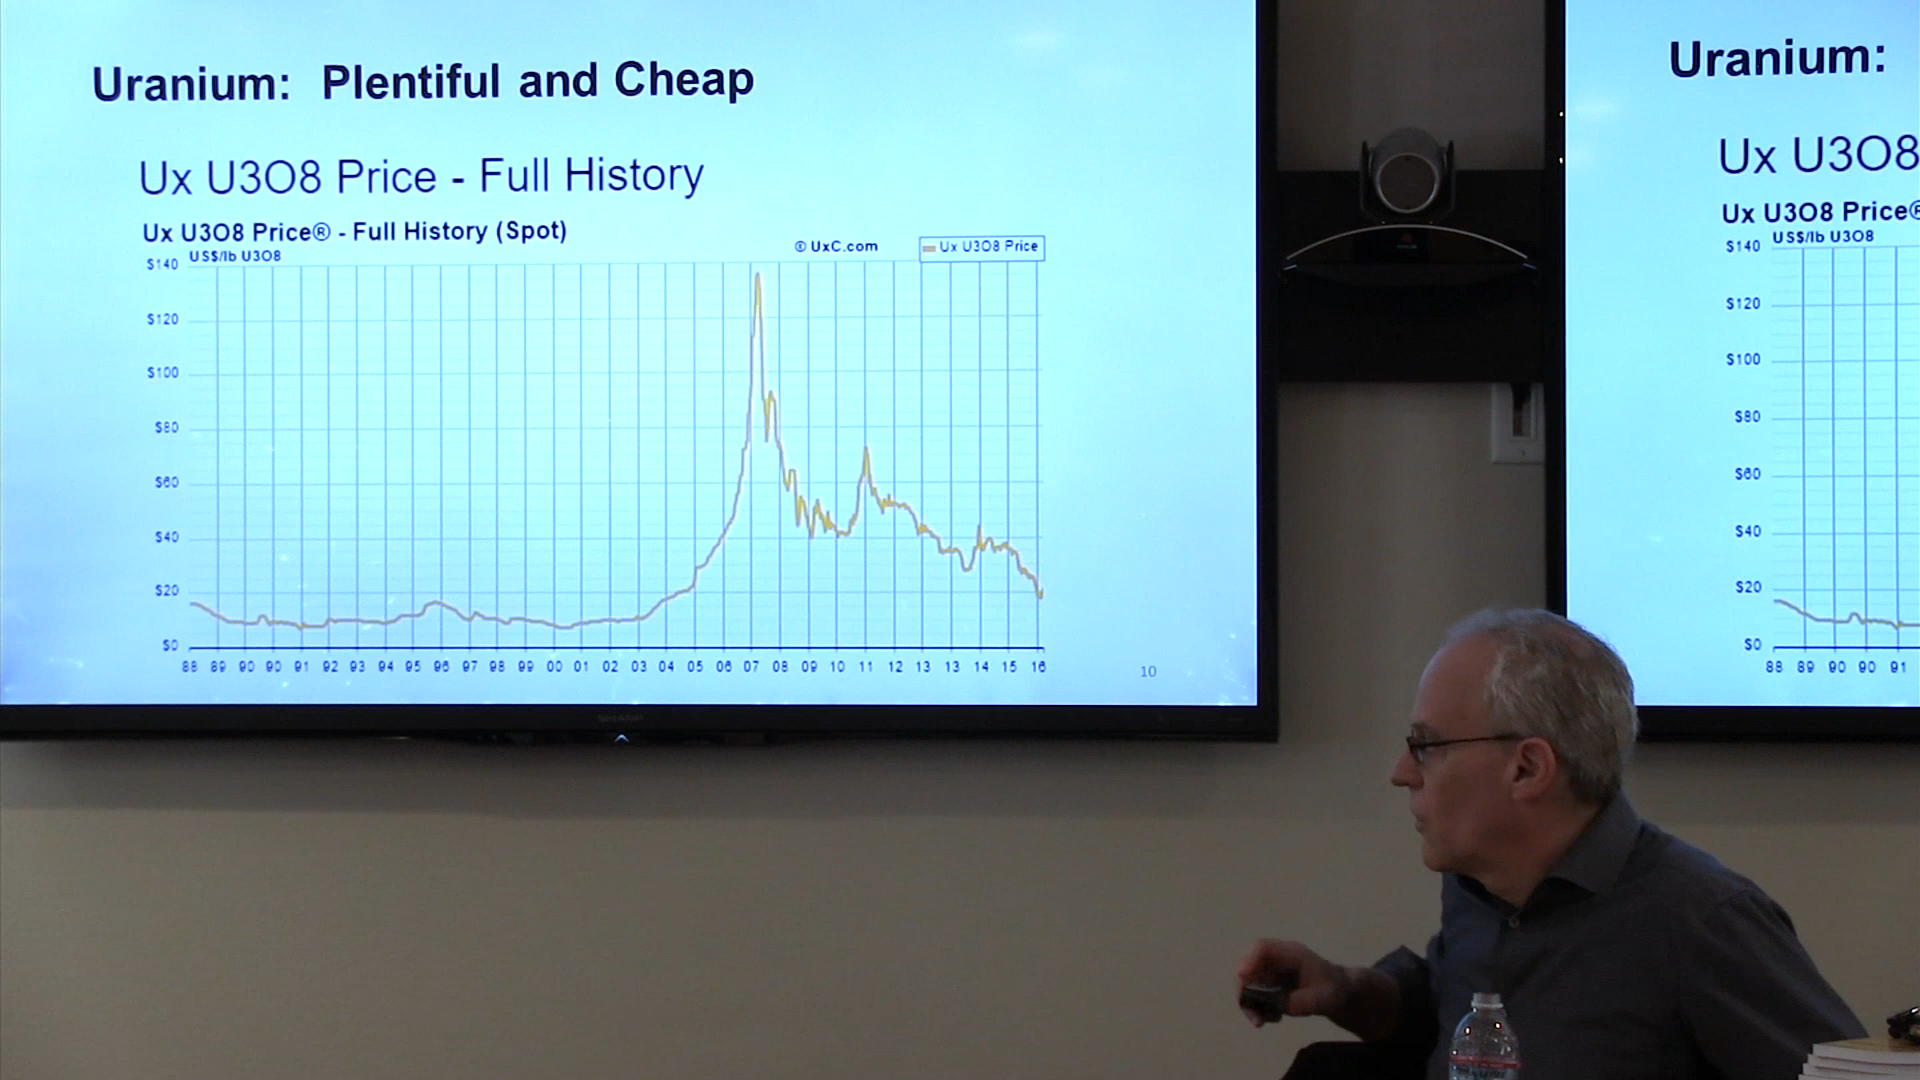 Uranium: Plentiful and Cheap
Ux U3O8 Price - Full History
Ux U3O8 Price® - Full History (Spot)
US$/lb U3O8
© UxC.com
Ux U3O8 Price
$140
$120
$100
$80
$60
$40
$20
$0
88 89 90 90 91 92 93 94 95 96 97 98 99 00 01 02 03 04 05 06 07 08 09 10 11 12 13 13 14 15 16
10
Uranium:
Ux U3O8
Ux U3O8 Price®
US$/lb U3O8
$140
$120
$100
$80
$60
$40
$20
$0
88 89 90 90 91